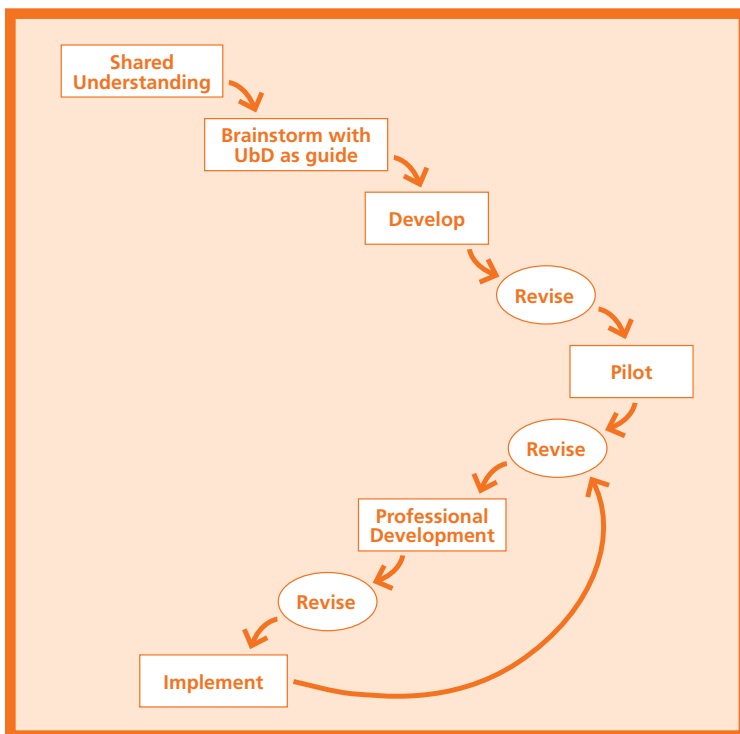 Shared
Understanding
Brainstorm with
UbD as guide
Develop
Revise
Pilot
Revise
Professional
Development
Revise
Implement